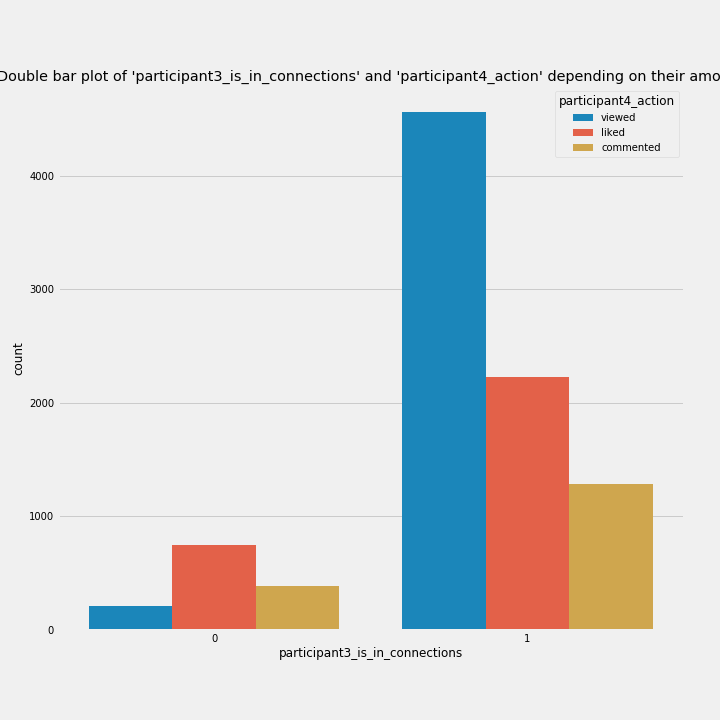 Double bar plot of 'participant3_is_in_connections' and 'participant4_action' depending on their amo
participant4_action
viewed
liked
commented
4000
3000
2000
1000
0
count
0 1
participant3_is_in_connections